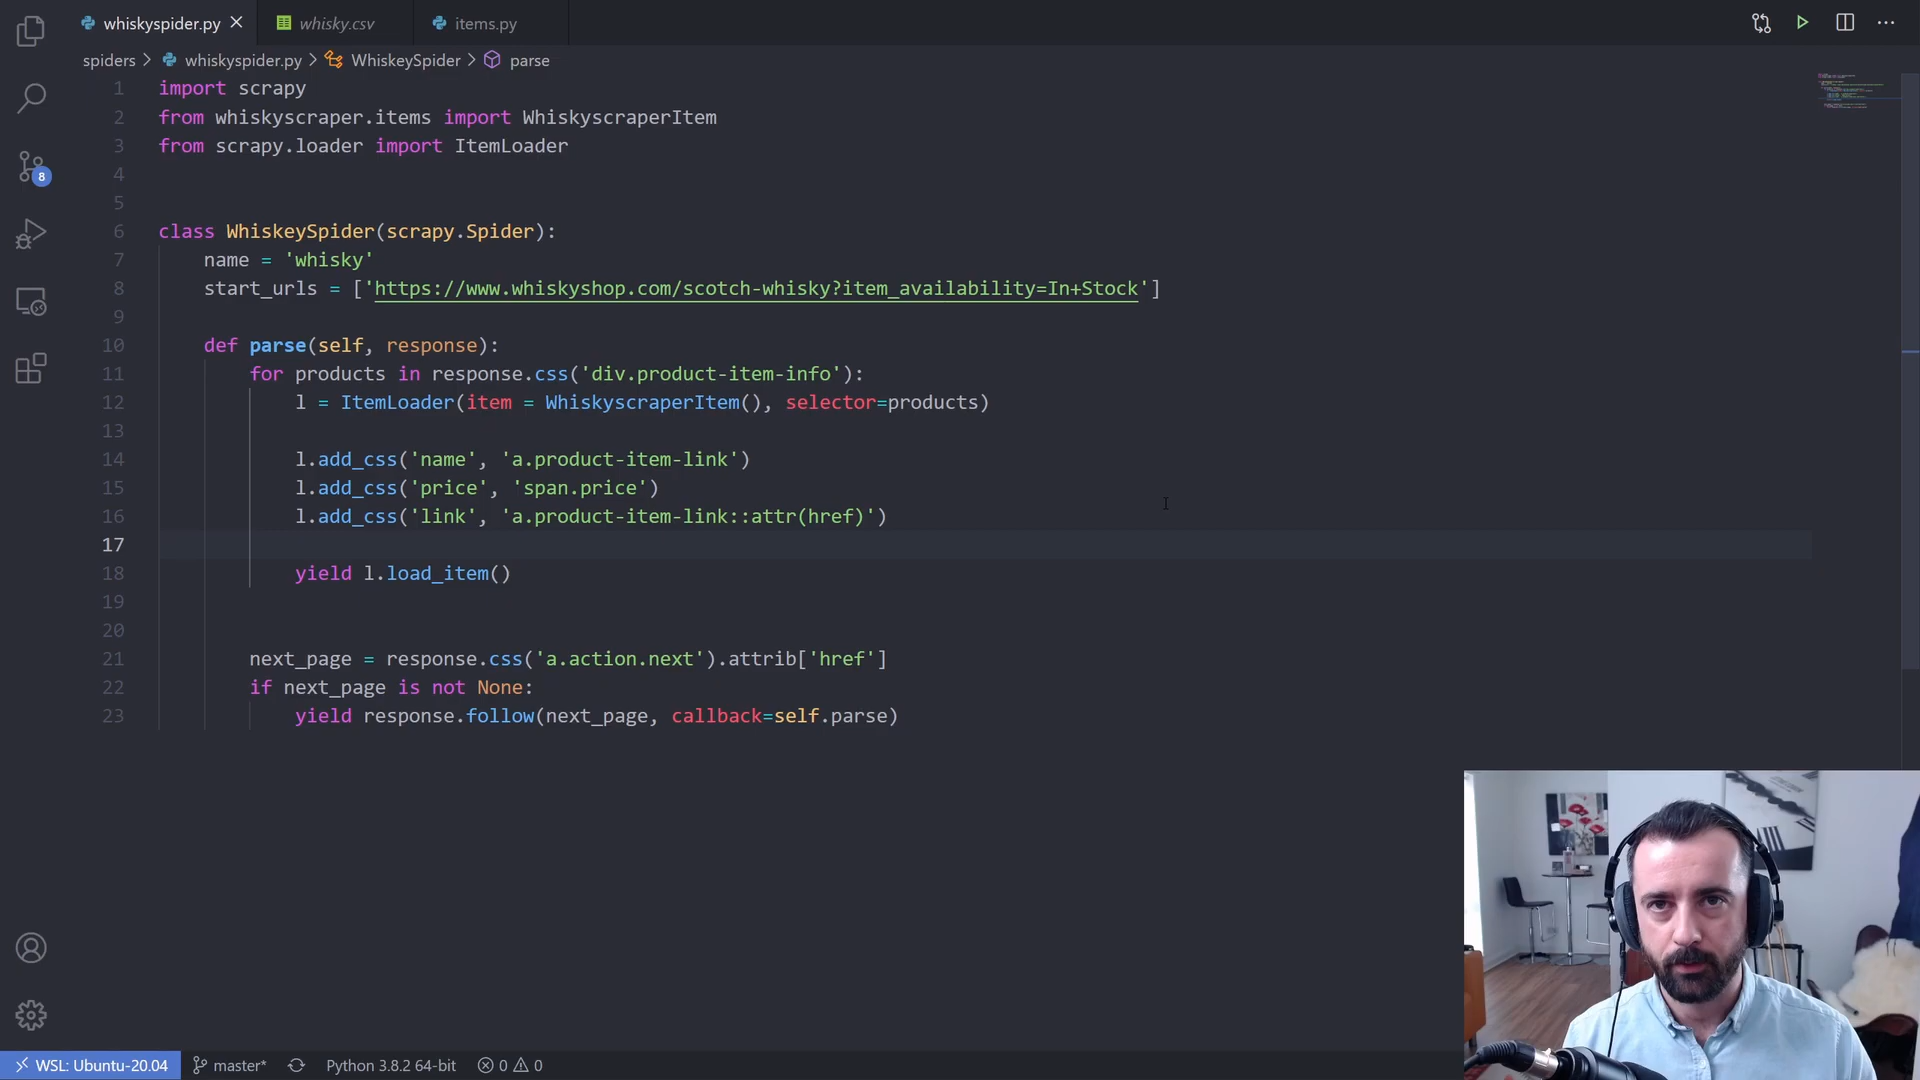 whiskyspider.py
whisky.csv
items.py
spiders > whiskyspider.py > WhiskeySpider > parse
1 import scrapy
2 from whiskyscraper.items import WhiskyscraperItem
3 from scrapy.loader import ItemLoader
4
5
6 class WhiskeySpider(scrapy.Spider):
7 name = 'whisky'
8 start_urls = ['https://www.whiskyshop.com/scotch-whisky?item_availability=In+Stock']
9
10 def parse(self, response):
11 for products in response.css('div.product-item-info'):
12 l = ItemLoader(item = WhiskyscraperItem(), selector=products)
13
14 l.add_css('name', 'a.product-item-link')
15 l.add_css('price', 'span.price')
16 l.add_css('link', 'a.product-item-link::attr(href)')
17
18 yield l.load_item()
19
20
21 next_page = response.css('a.action.next').attrib['href']
22 if next_page is not None:
23 yield response.follow(next_page, callback=self.parse)
8
WSL: Ubuntu-20.04 master* Python 3.8.2 64-bit 0 0